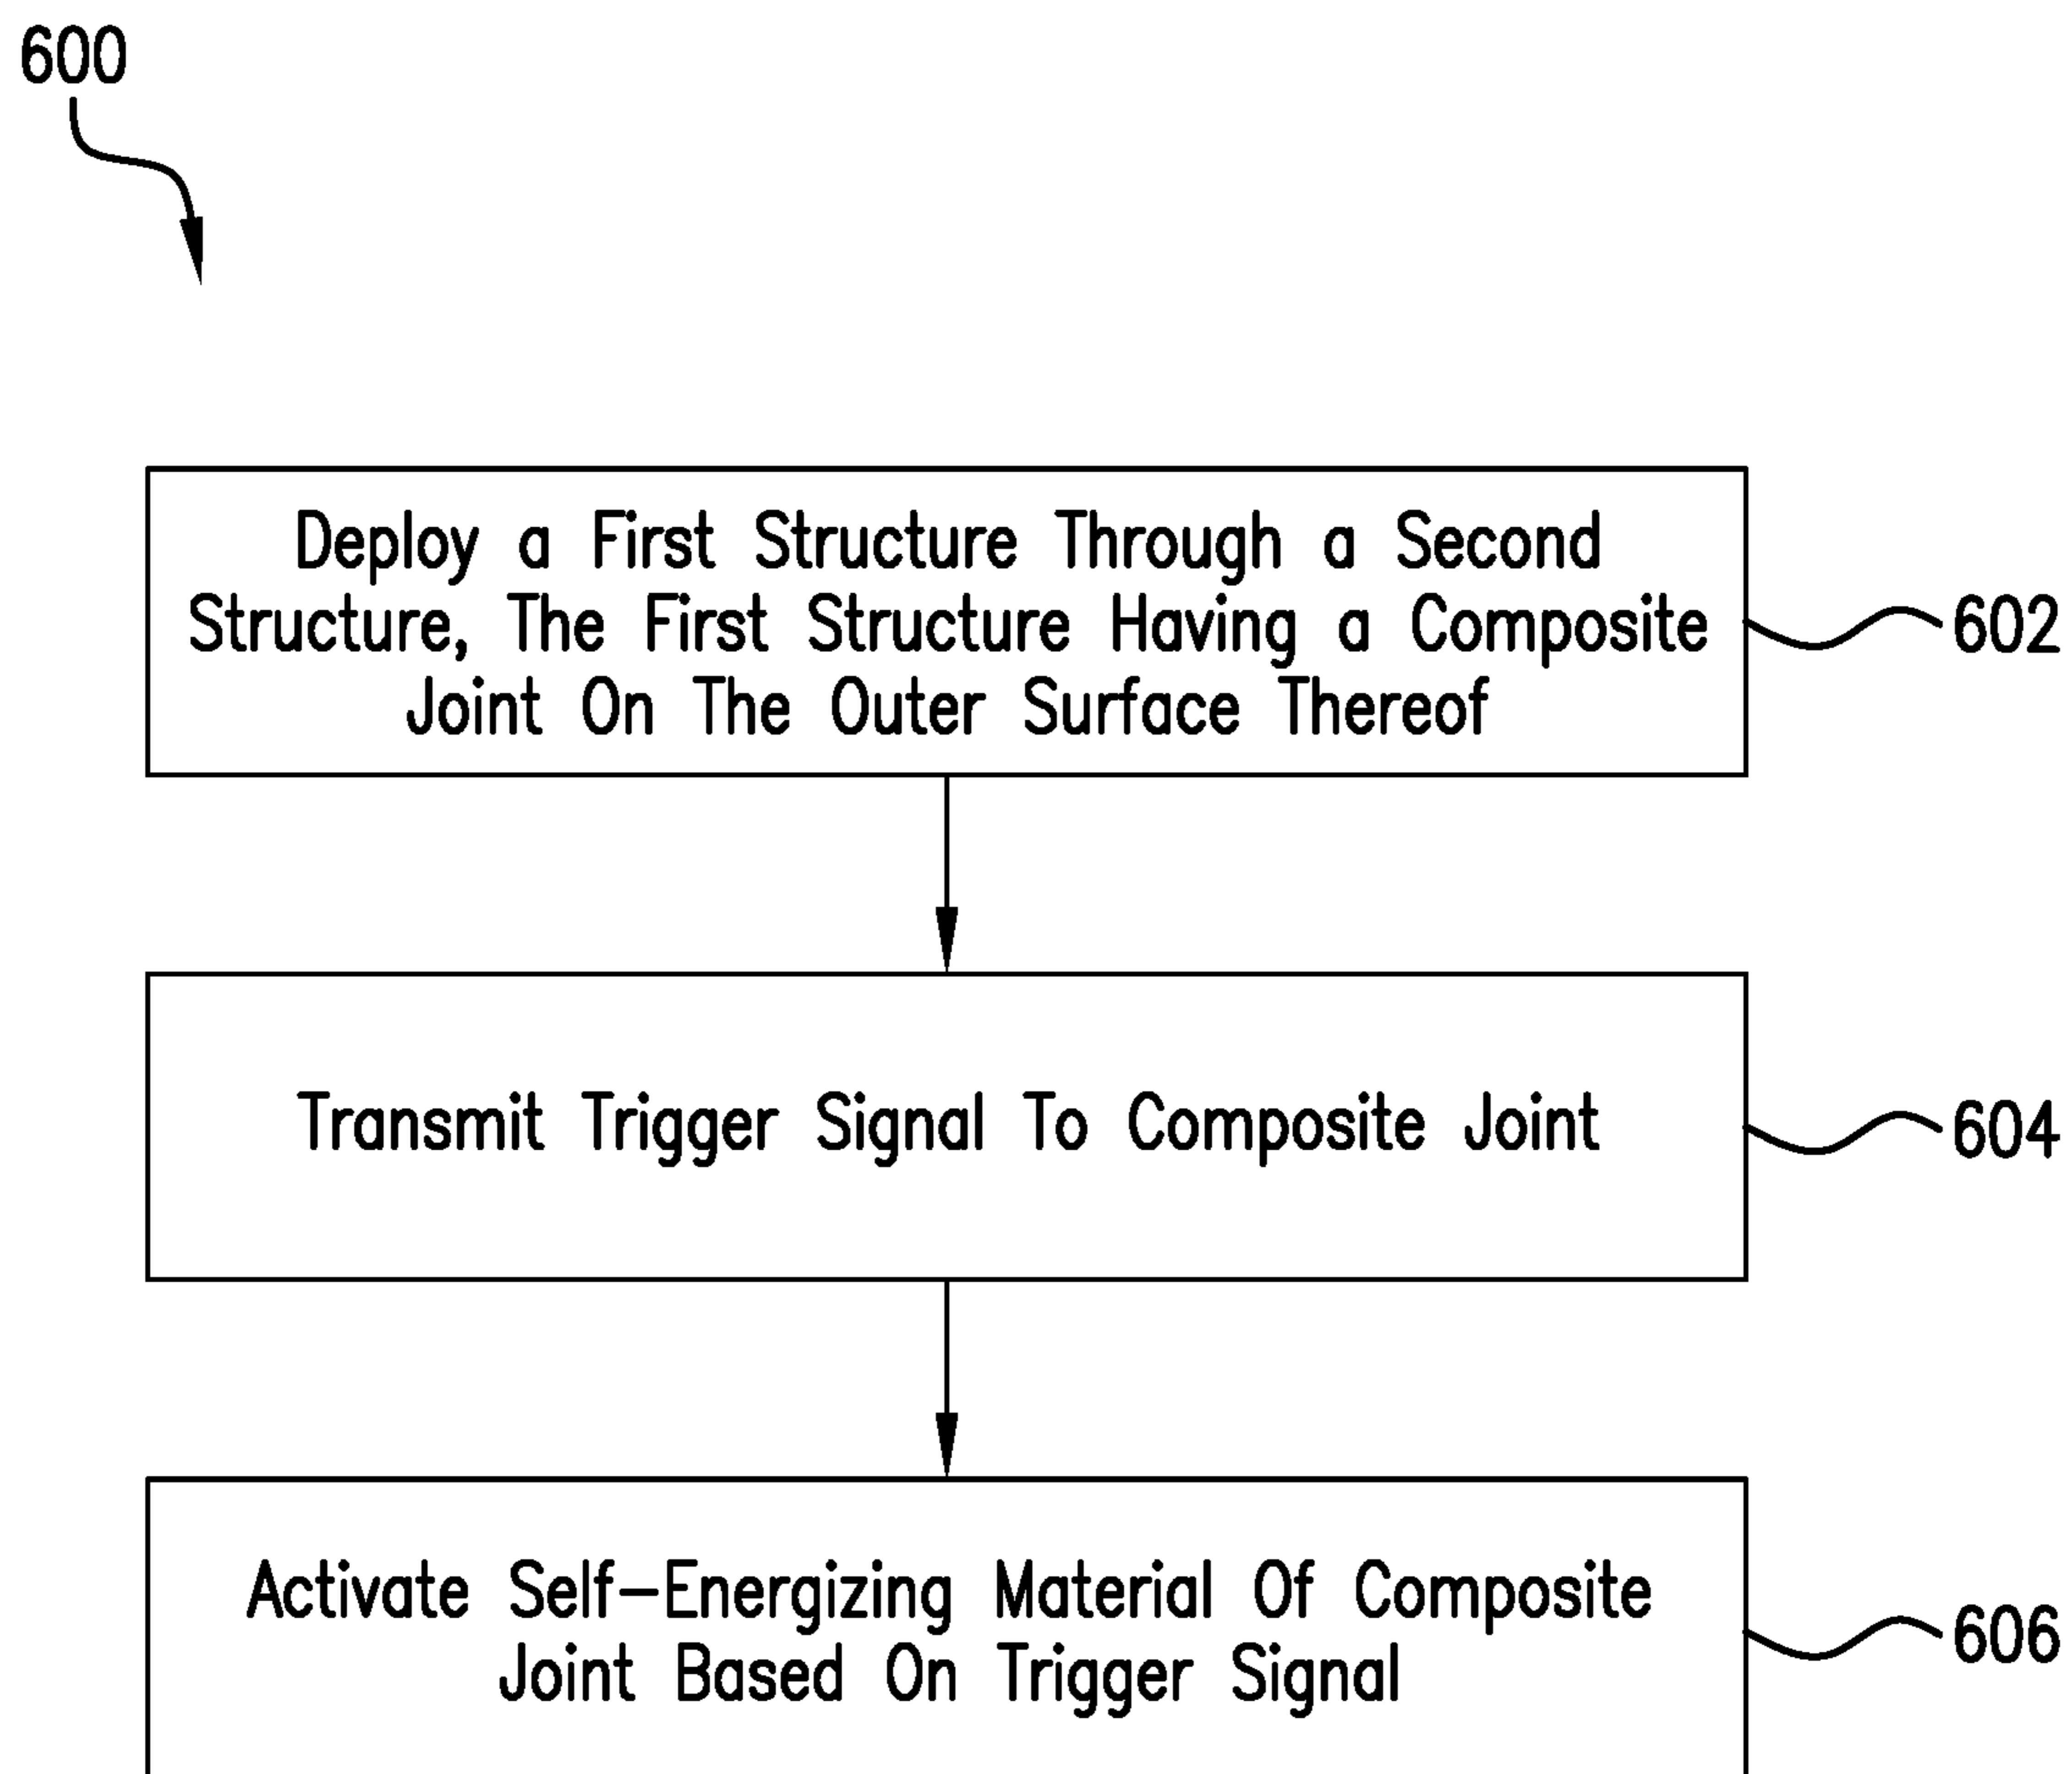 600
Deploy a First Structure Through a Second
Structure, The First Structure Having a Composite
Joint On The Outer Surface Thereof
602
Transmit Trigger Signal To Composite Joint
604
Activate Self-Energizing Material Of Composite
Joint Based On Trigger Signal
606